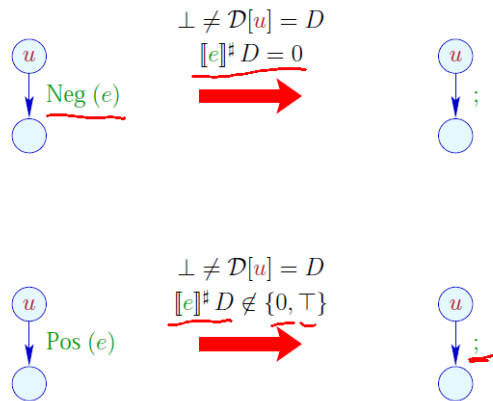 ⊥ ≠ 𝒟[u] = D
u
⟦e⟧♯ D = 0
u
Neg (e)
;
⊥ ≠ 𝒟[u] = D
u
⟦e⟧♯ D ∉ {0, ⊤}
u
Pos (e)
;